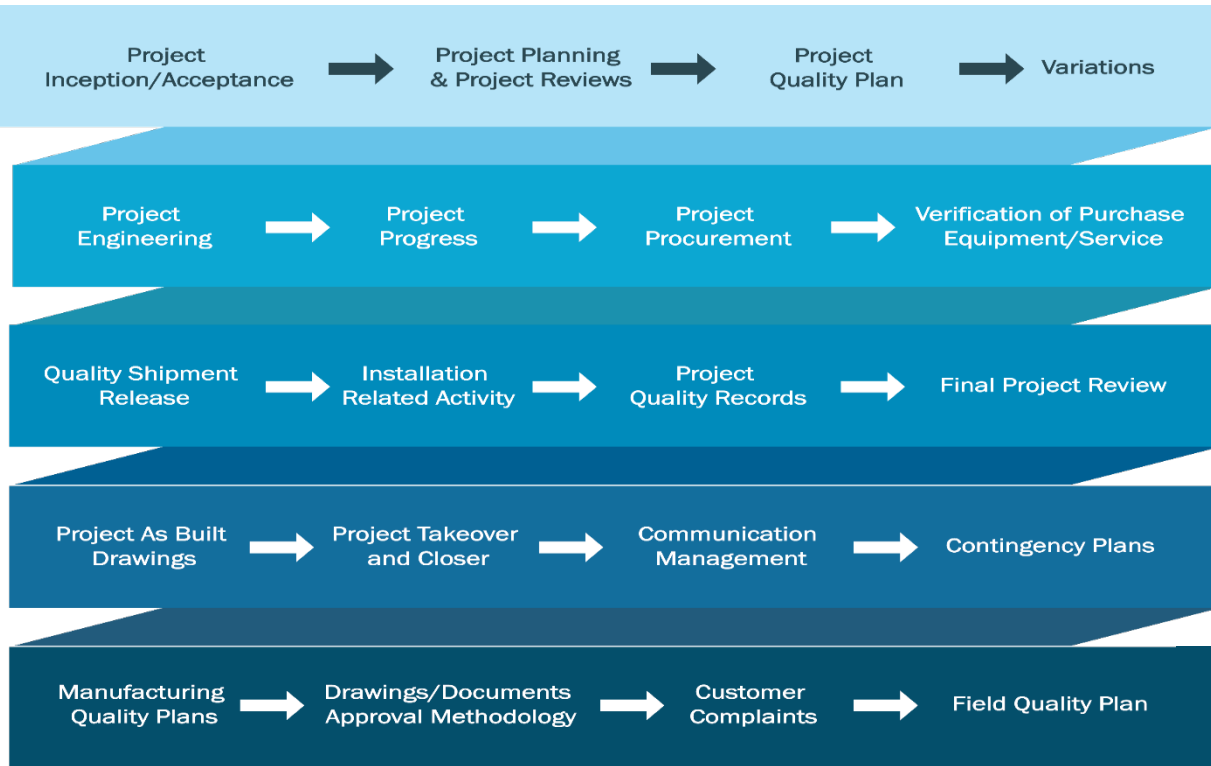 Project
Inception/Acceptance
Project Planning
& Project Reviews
Project
Quality Plan
Variations
Project
Engineering
Project
Progress
Project
Procurement
Verification of Purchase
Equipment/Service
Quality Shipment
Release
Installation
Related Activity
Project
Quality Records
Final Project Review
Project As Built
Drawings
Project Takeover
and Closer
Communication
Management
Contingency Plans
Manufacturing
Quality Plans
Drawings/Documents
Approval Methodology
Customer
Complaints
Field Quality Plan